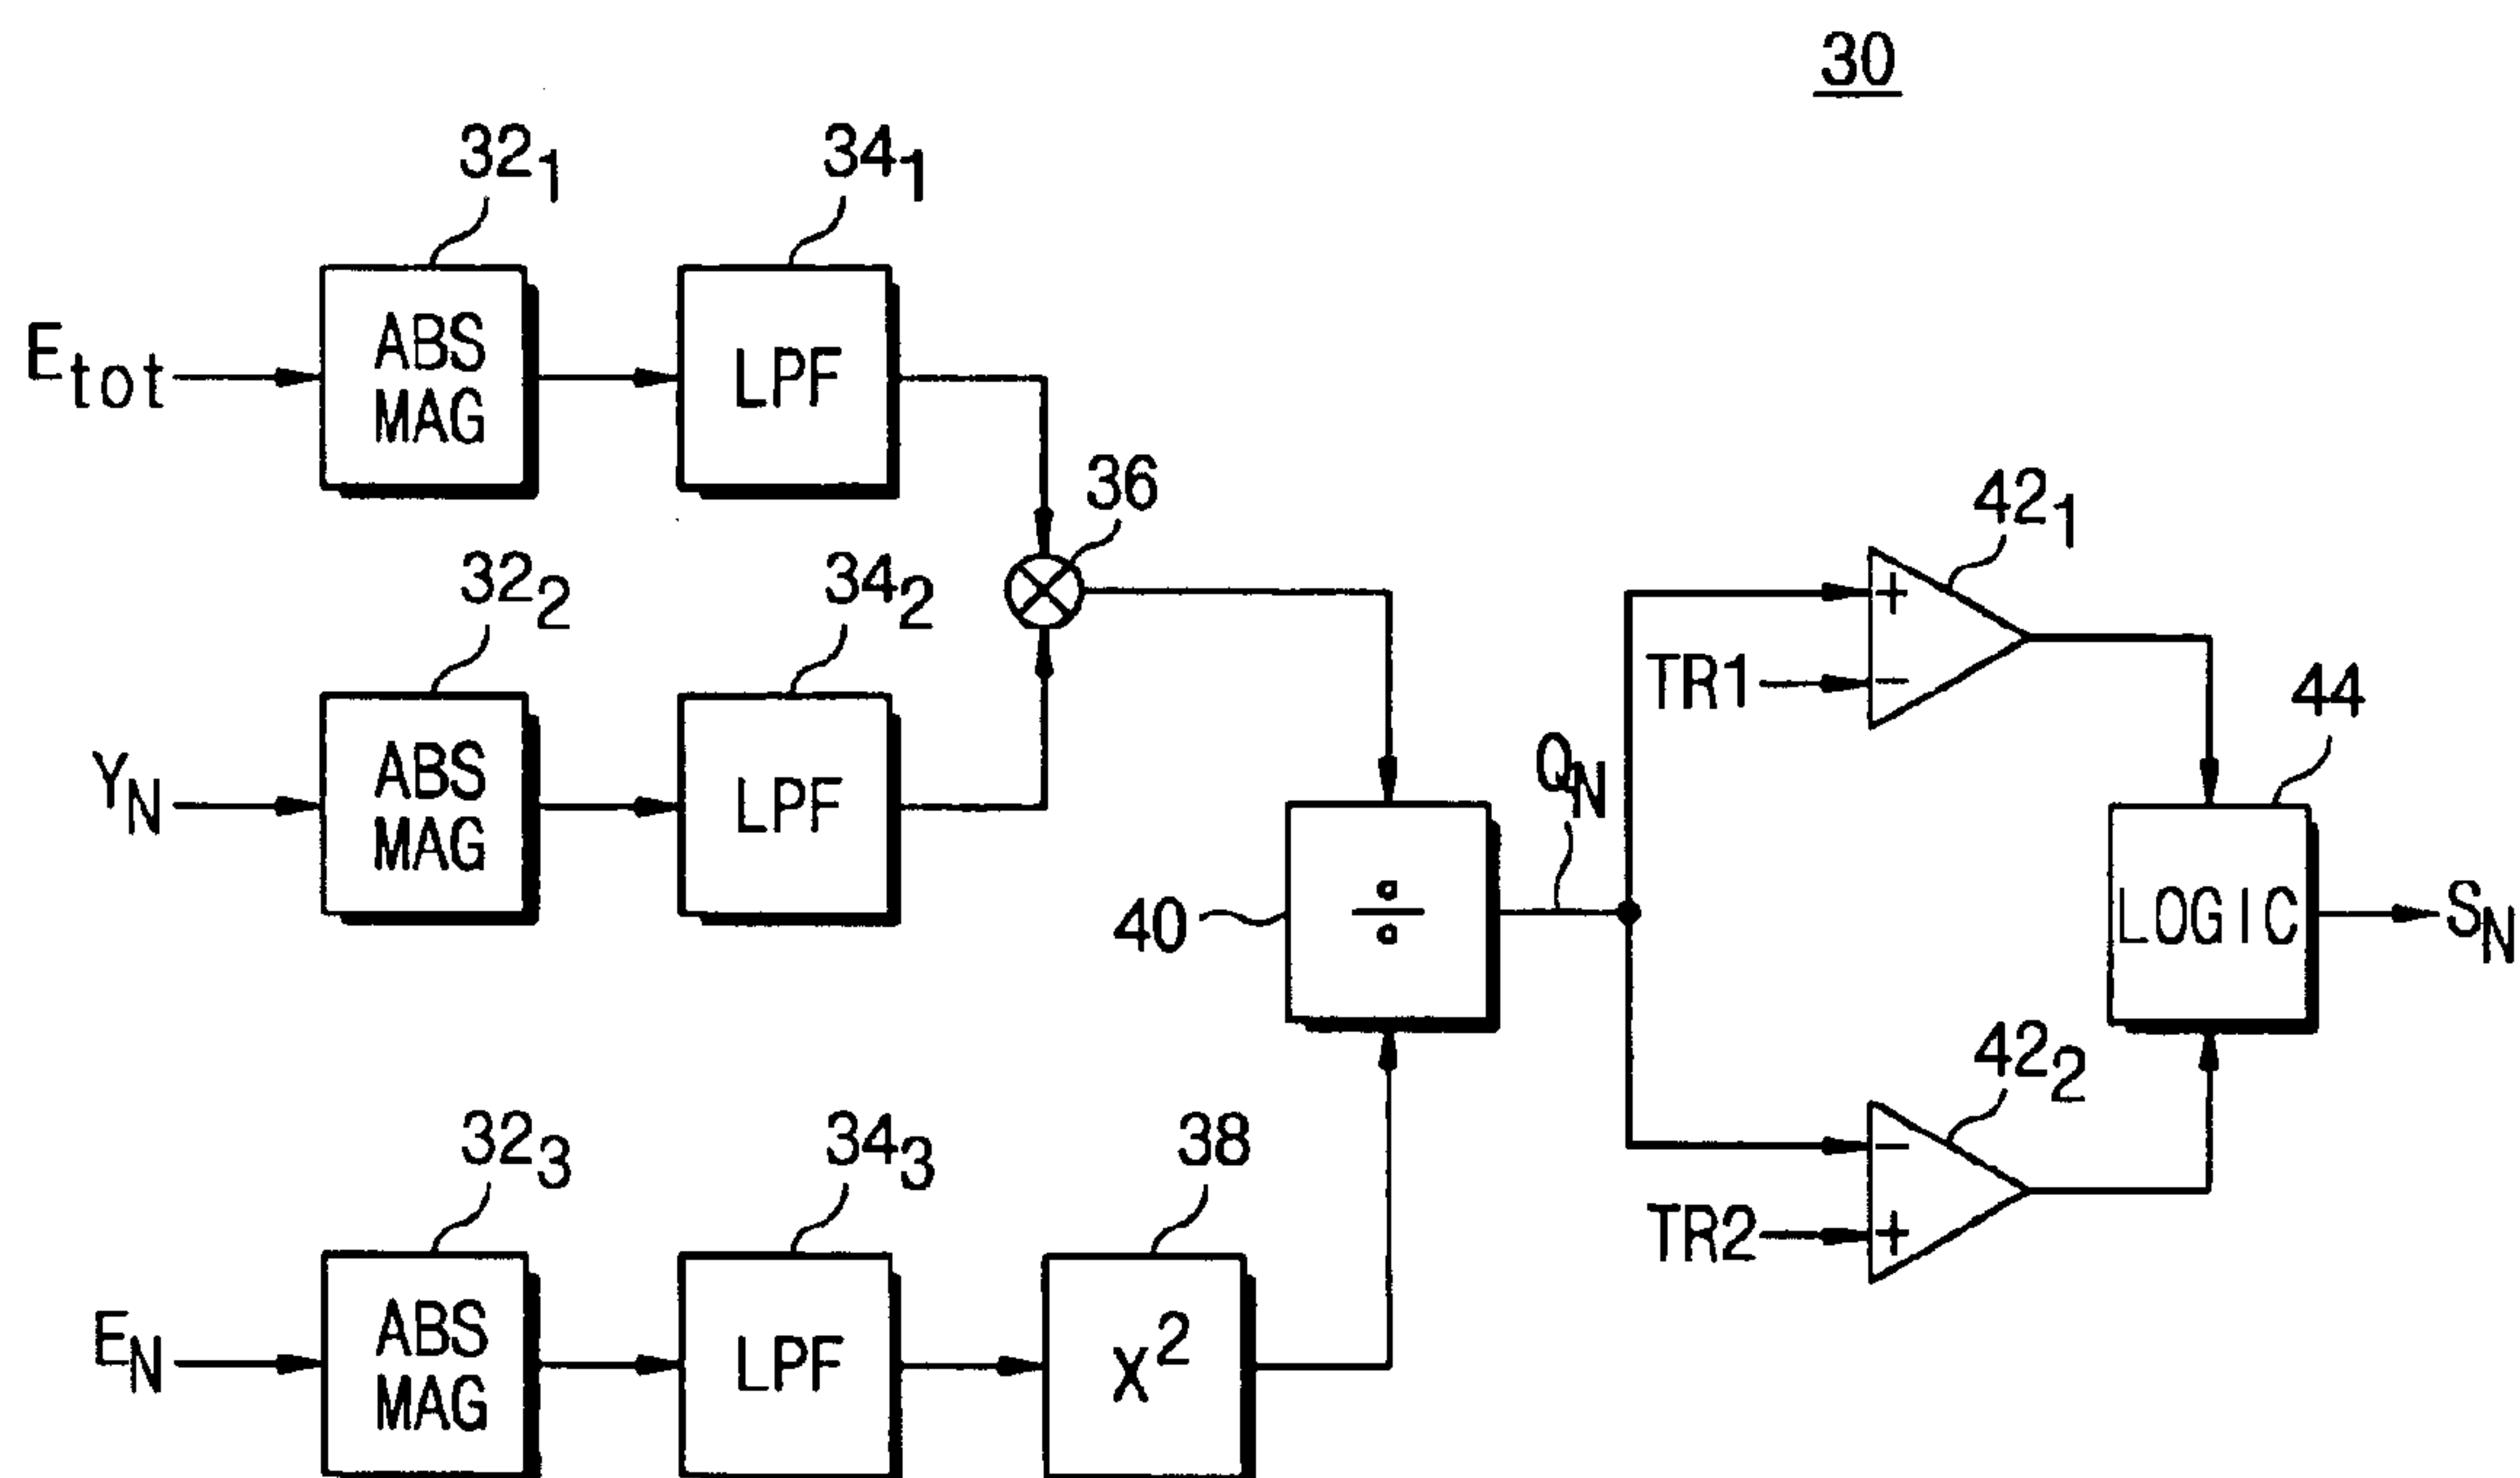 30
32₁
34₁
E_tot
ABS
MAG
LPF
36
32₂
34₂
42₁
Y_N
ABS
MAG
LPF
TR1
+
−
44
Q_N
40
÷
LOGIC
S_N
32₃
34₃
38
42₂
E_N
ABS
MAG
LPF
X²
TR2
−
+